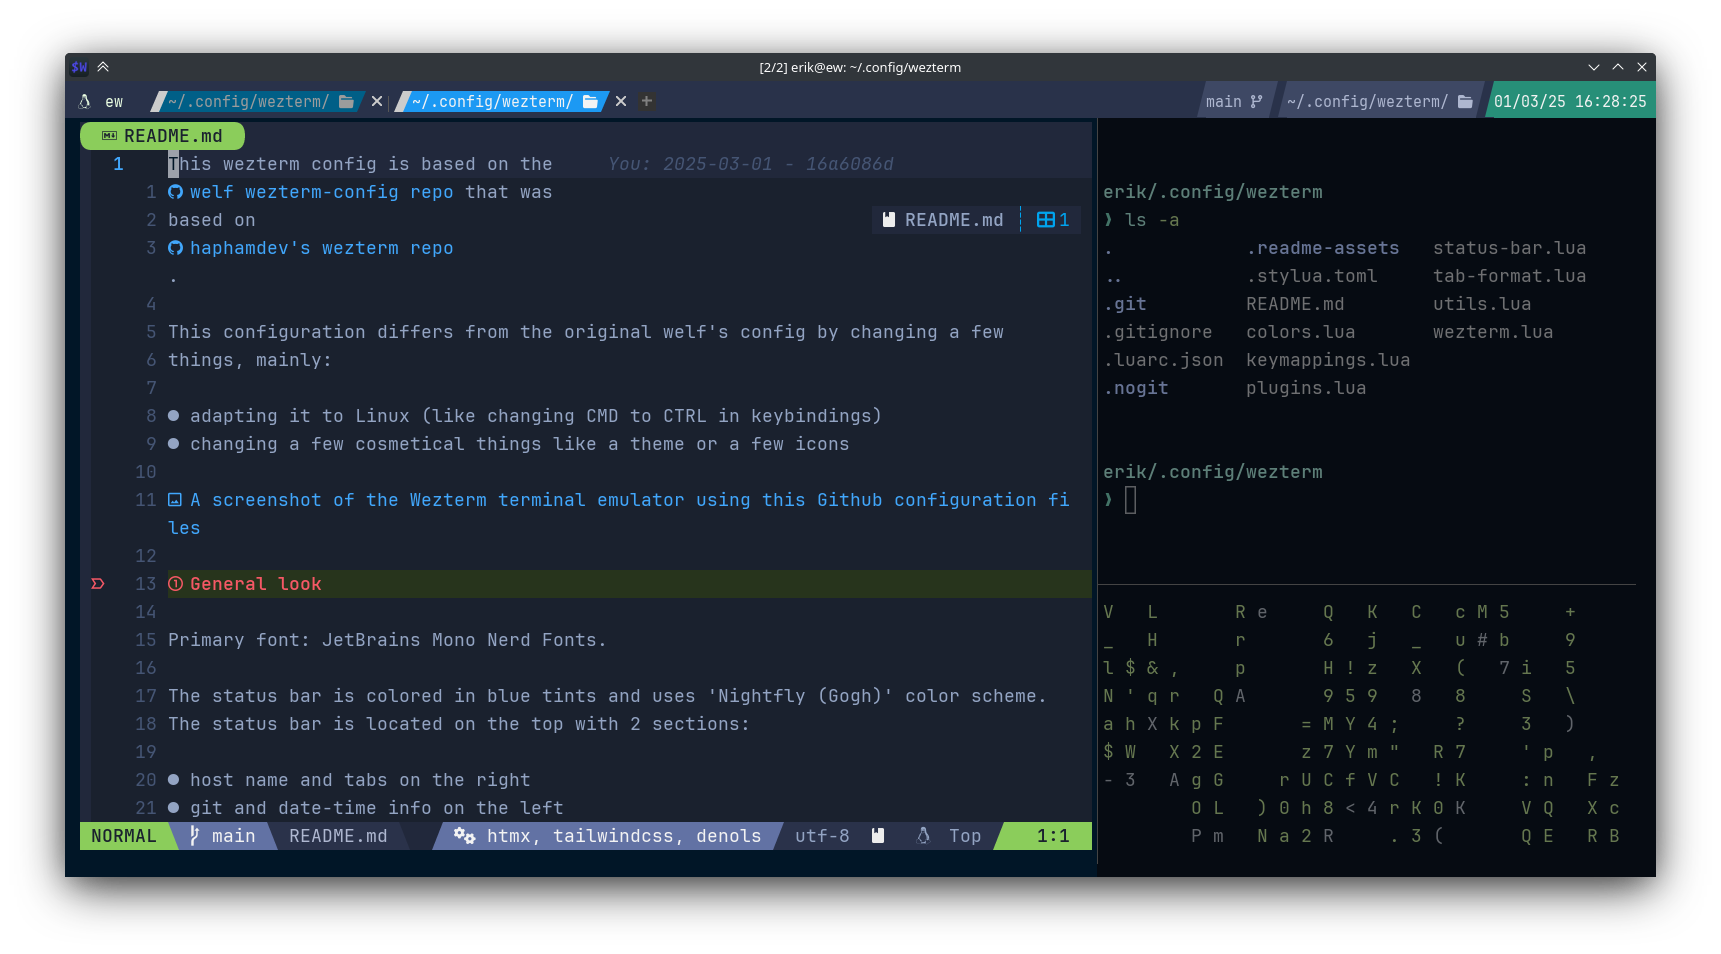 $W
[2/2] erik@ew: ~/.config/wezterm
ew ~/.config/wezterm/ ~/.config/wezterm/ + main ~/.config/wezterm/ 01/03/25 16:28:25
README.md
1 This wezterm config is based on the You: 2025-03-01 - 16a6086d
1 welf wezterm-config repo that was
2 based on
README.md 1
3 haphamdev's wezterm repo
.
4
5 This configuration differs from the original welf's config by changing a few
6 things, mainly:
7
8 ● adapting it to Linux (like changing CMD to CTRL in keybindings)
9 ● changing a few cosmetical things like a theme or a few icons
10
11 A screenshot of the Wezterm terminal emulator using this Github configuration fi
les
12
13 ① General look
14
15 Primary font: JetBrains Mono Nerd Fonts.
16
17 The status bar is colored in blue tints and uses 'Nightfly (Gogh)' color scheme.
18 The status bar is located on the top with 2 sections:
19
20 ● host name and tabs on the right
21 ● git and date-time info on the left
NORMAL main README.md htmx, tailwindcss, denols utf-8 Top 1:1
erik/.config/wezterm
❯ ls -a
. .readme-assets status-bar.lua
.. .stylua.toml tab-format.lua
.git README.md utils.lua
.gitignore colors.lua wezterm.lua
.luarc.json keymappings.lua
.nogit plugins.lua
erik/.config/wezterm
❯
V L R e Q K C c M 5 +
_ H r 6 j _ u # b 9
l $ & , p H ! z X ( 7 i 5
N ' q r Q A 9 5 9 8 8 S \
a h X k p F = M Y 4 ; ? 3 )
$ W X 2 E z 7 Y m " R 7 ' p ,
- 3 A g G r U C f V C ! K : n F z
O L ) 0 h 8 < 4 r K 0 K V Q X c
P m N a 2 R . 3 ( Q E R B